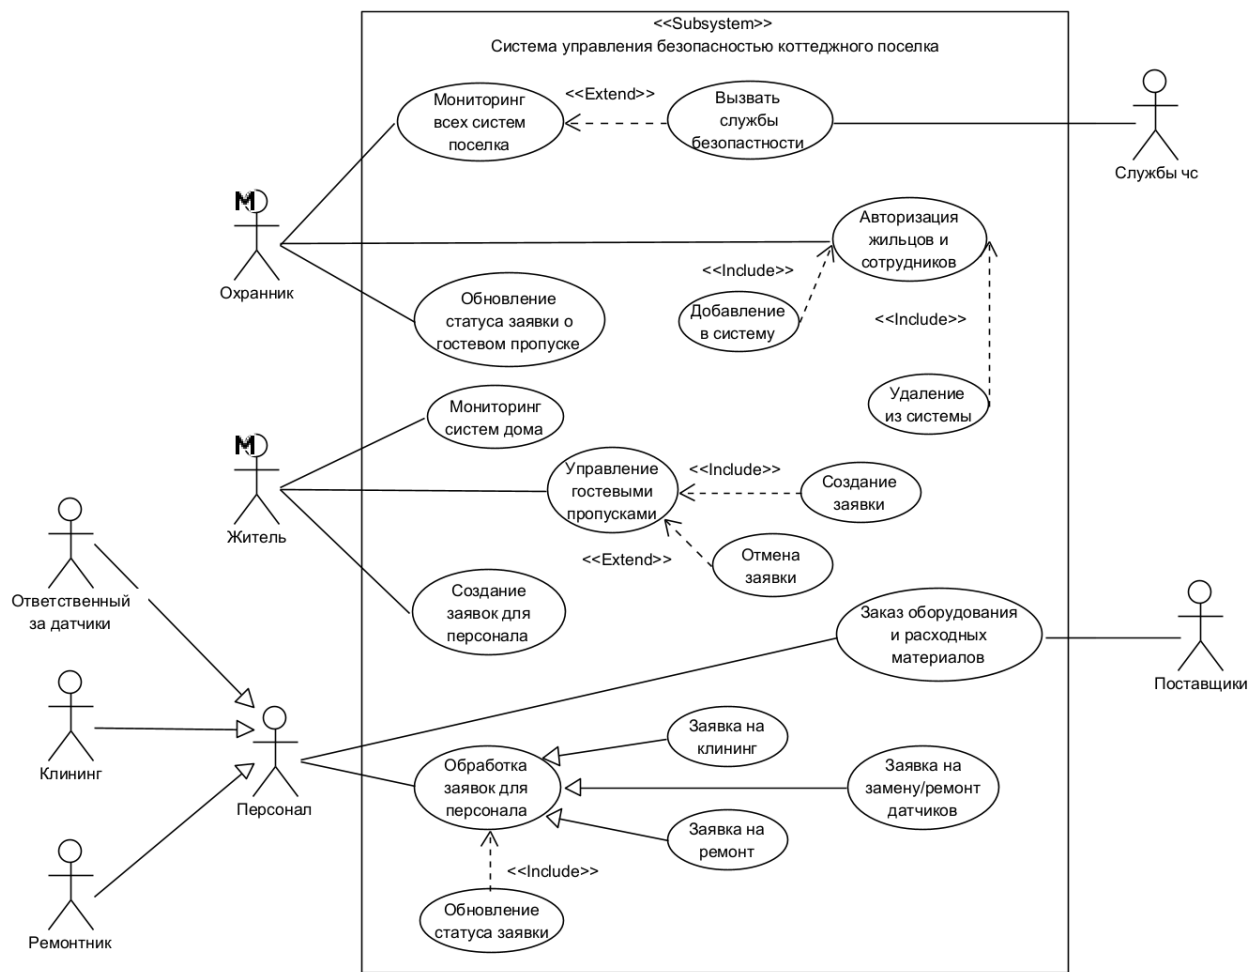 <<Subsystem>>
Система управления безопасностью коттеджного поселка
Мониторинг
всех систем
поселка
<<Extend>>
Вызвать
службы
безопастности
Службы чс
M
Охранник
Авторизация
жильцов и
сотрудников
<<Include>>
Добавление
в систему
<<Include>>
Обновление
статуса заявки о
гостевом пропуске
Удаление
из системы
Мониторинг
систем дома
M
Житель
Управление
гостевыми
пропусками
<<Include>>
Создание
заявки
<<Extend>>
Отмена
заявки
Ответственный
за датчики
Создание
заявок для
персонала
Заказ оборудования
и расходных
материалов
Поставщики
Клининг
Персонал
Заявка на
клининг
Обработка
заявок для
персонала
Заявка на
замену/ремонт
датчиков
Заявка на
ремонт
<<Include>>
Обновление
статуса заявки
Ремонтник